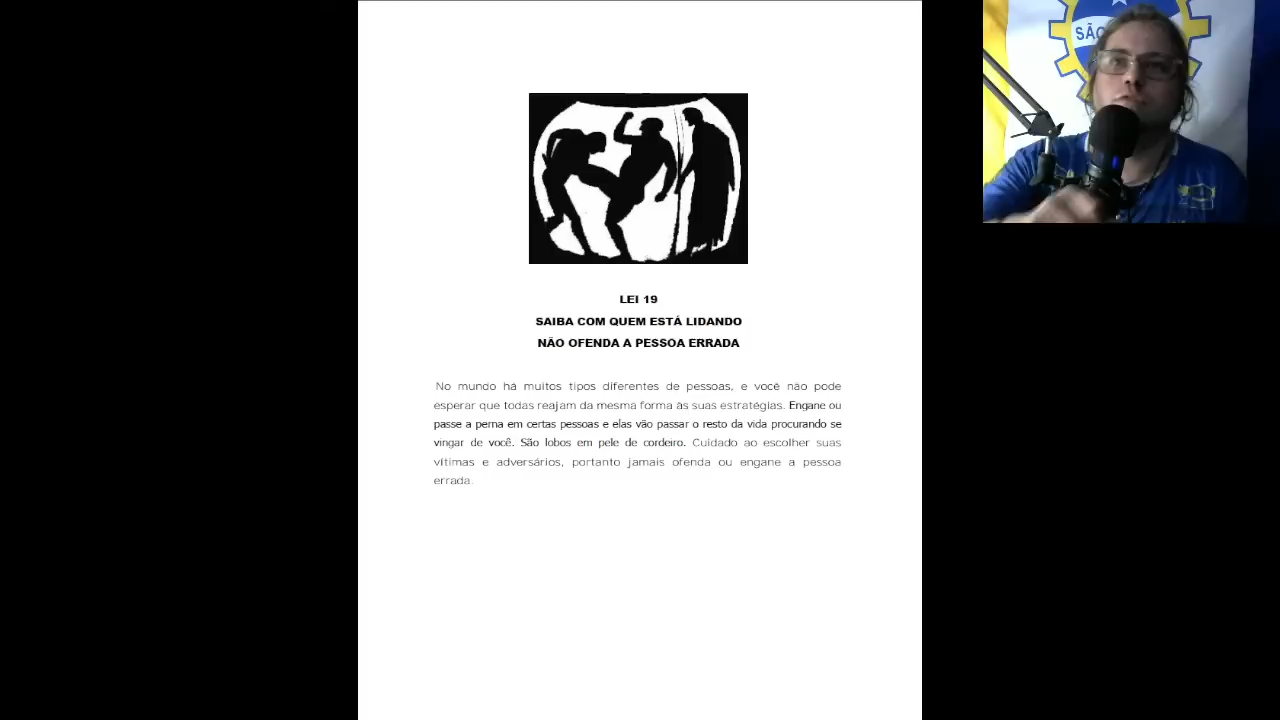 SÃO
LEI 19
SAIBA COM QUEM ESTÁ LIDANDO
NÃO OFENDA A PESSOA ERRADA
No mundo há muitos tipos diferentes de pessoas, e você não pode
esperar que todas reajam da mesma forma às suas estratégias. Engane ou
passe a perna em certas pessoas e elas vão passar o resto da vida procurando se
vingar de você. São lobos em pele de cordeiro. Cuidado ao escolher suas
vítimas e adversários, portanto jamais ofenda ou engane a pessoa
errada.